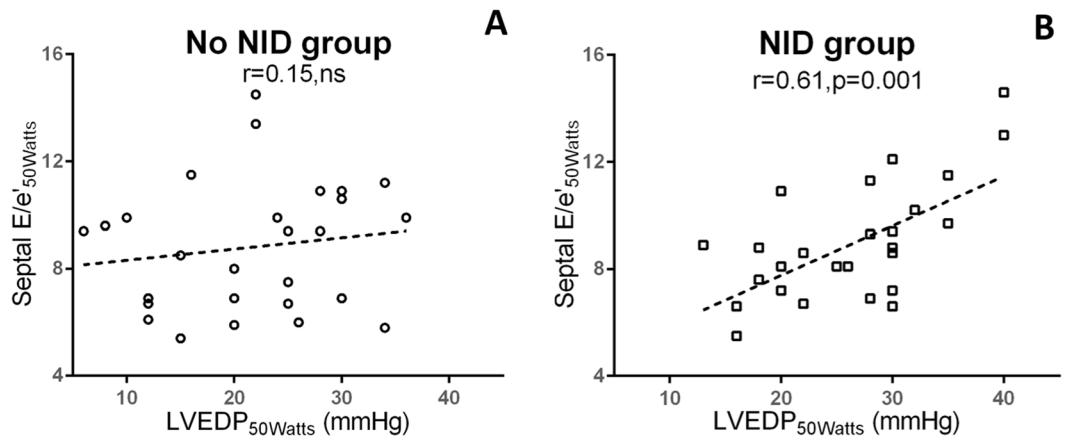 A
No NID group
r=0.15,ns
16
12
8
4
Septal E/e'50Watts
10
20
30
40
LVEDP50Watts (mmHg)
B
NID group
r=0.61,p=0.001
16
12
8
4
Septal E/e'50Watts
10
20
30
40
LVEDP50Watts (mmHg)